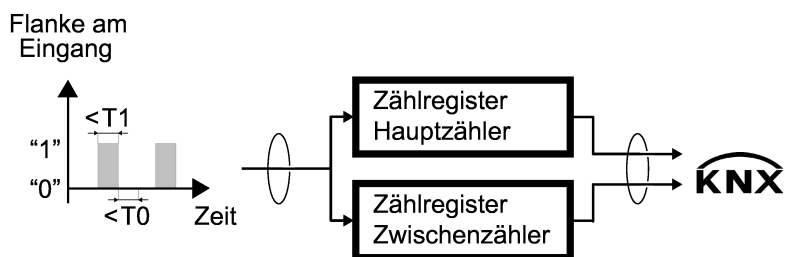 Flanke am
Eingang
<T1
“1”
“0”
<T0
Zeit
Zählregister
Hauptzähler
Zählregister
Zwischenzähler
KNX